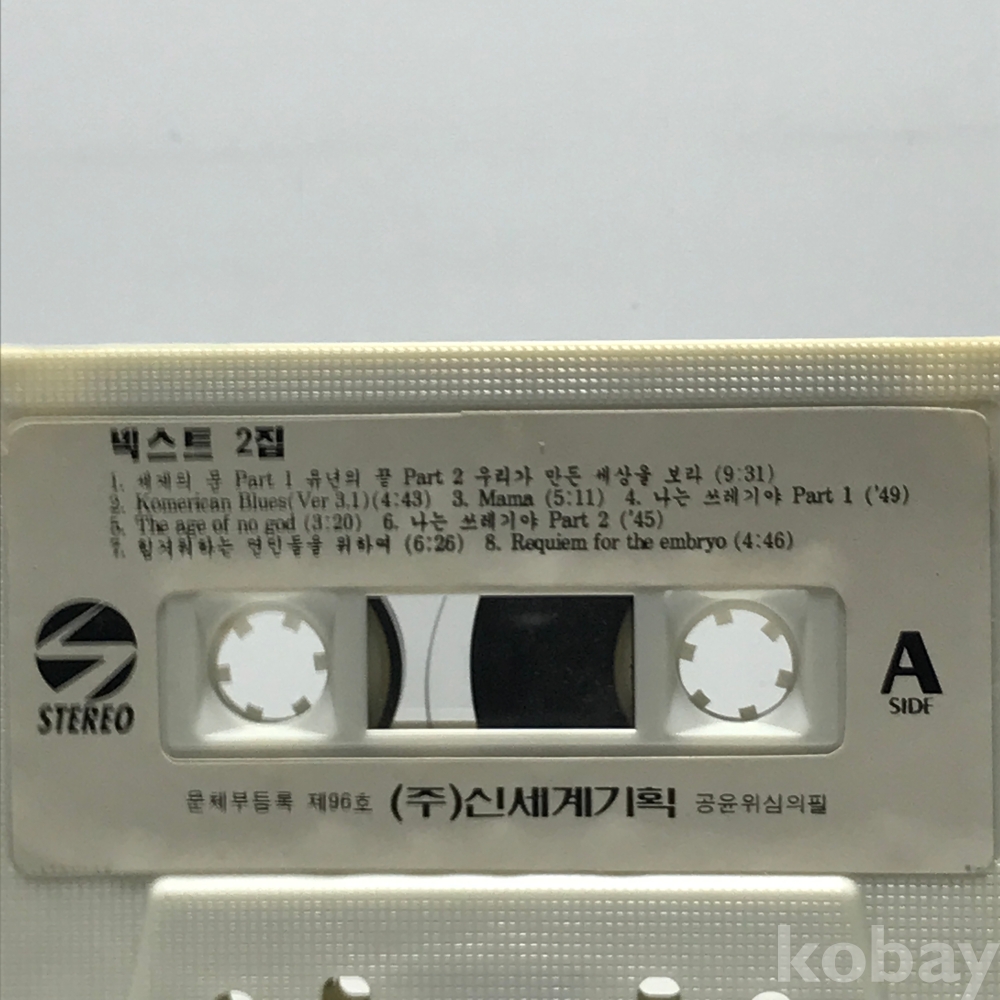 넥스트 2집
1. 세계의 문 Part 1 유년의 끝 Part 2 우리가 만든 세상을 보라 (9:31)
2. Komerican Blues(Ver 3.1)(4:43) 3. Mama (5:11) 4. 나는 쓰레기야 Part 1 ('49)
5. The age of no god (3:20) 6. 나는 쓰레기야 Part 2 ('45)
7. 힘겨워하는 연인들을 위하여 (6:26) 8. Requiem for the embryo (4:46)
STEREO
A
SIDE
문체부등록 제96호 (주)신세계기획 공윤위심의필
kobay